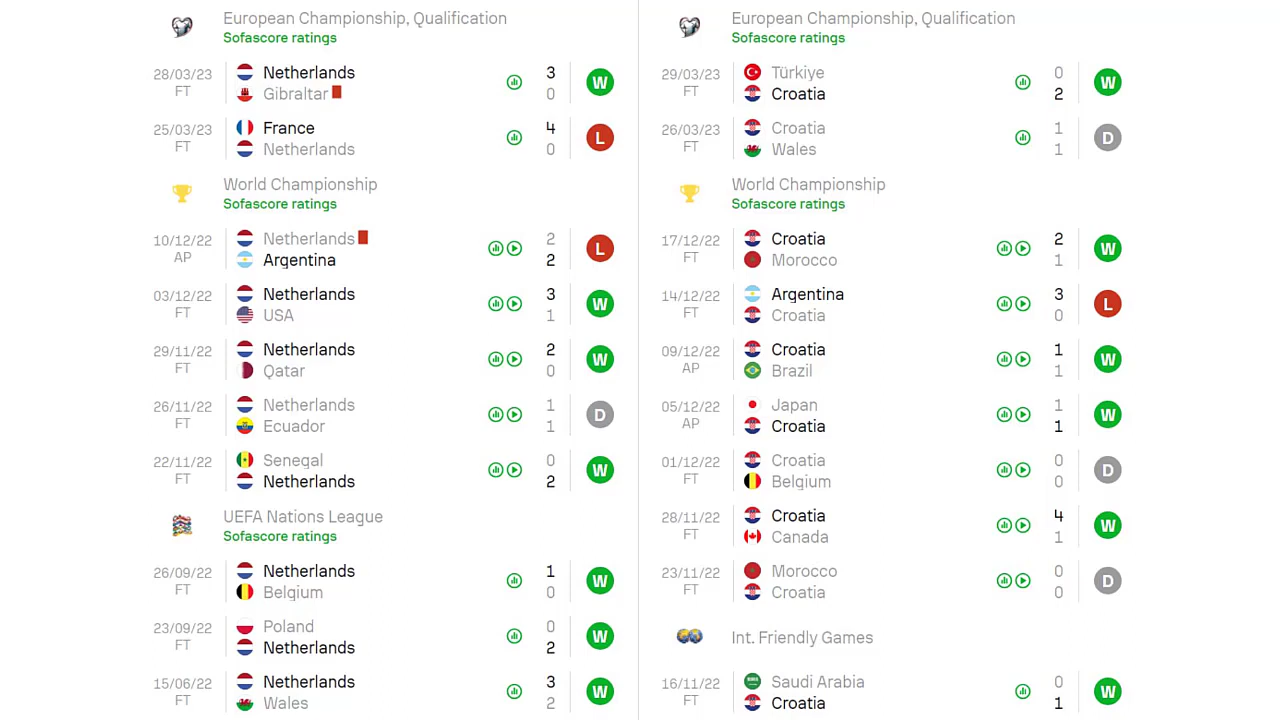 European Championship, Qualification
Sofascore ratings
28/03/23 Netherlands 3 W
FT Gibraltar 0
25/03/23 France 4 L
FT Netherlands 0
World Championship
Sofascore ratings
10/12/22 Netherlands 2 L
AP Argentina 2
03/12/22 Netherlands 3 W
FT USA 1
29/11/22 Netherlands 2 W
FT Qatar 0
26/11/22 Netherlands 1 D
FT Ecuador 1
22/11/22 Senegal 0 W
FT Netherlands 2
UEFA Nations League
Sofascore ratings
26/09/22 Netherlands 1 W
FT Belgium 0
23/09/22 Poland 0 W
FT Netherlands 2
15/06/22 Netherlands 3 W
FT Wales 2
European Championship, Qualification
Sofascore ratings
29/03/23 Türkiye 0 W
FT Croatia 2
26/03/23 Croatia 1 D
FT Wales 1
World Championship
Sofascore ratings
17/12/22 Croatia 2 W
FT Morocco 1
14/12/22 Argentina 3 L
FT Croatia 0
09/12/22 Croatia 1 W
AP Brazil 1
05/12/22 Japan 1 W
AP Croatia 1
01/12/22 Croatia 0 D
FT Belgium 0
28/11/22 Croatia 4 W
FT Canada 1
23/11/22 Morocco 0 D
FT Croatia 0
Int. Friendly Games
16/11/22 Saudi Arabia 0 W
FT Croatia 1